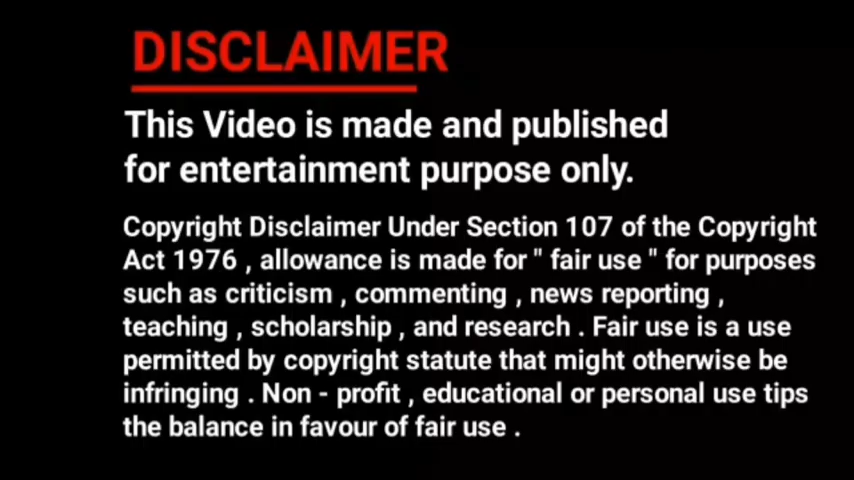 DISCLAIMER
This Video is made and published
for entertainment purpose only.
Copyright Disclaimer Under Section 107 of the Copyright
Act 1976 , allowance is made for " fair use " for purposes
such as criticism , commenting , news reporting ,
teaching , scholarship , and research . Fair use is a use
permitted by copyright statute that might otherwise be
infringing . Non - profit , educational or personal use tips
the balance in favour of fair use .